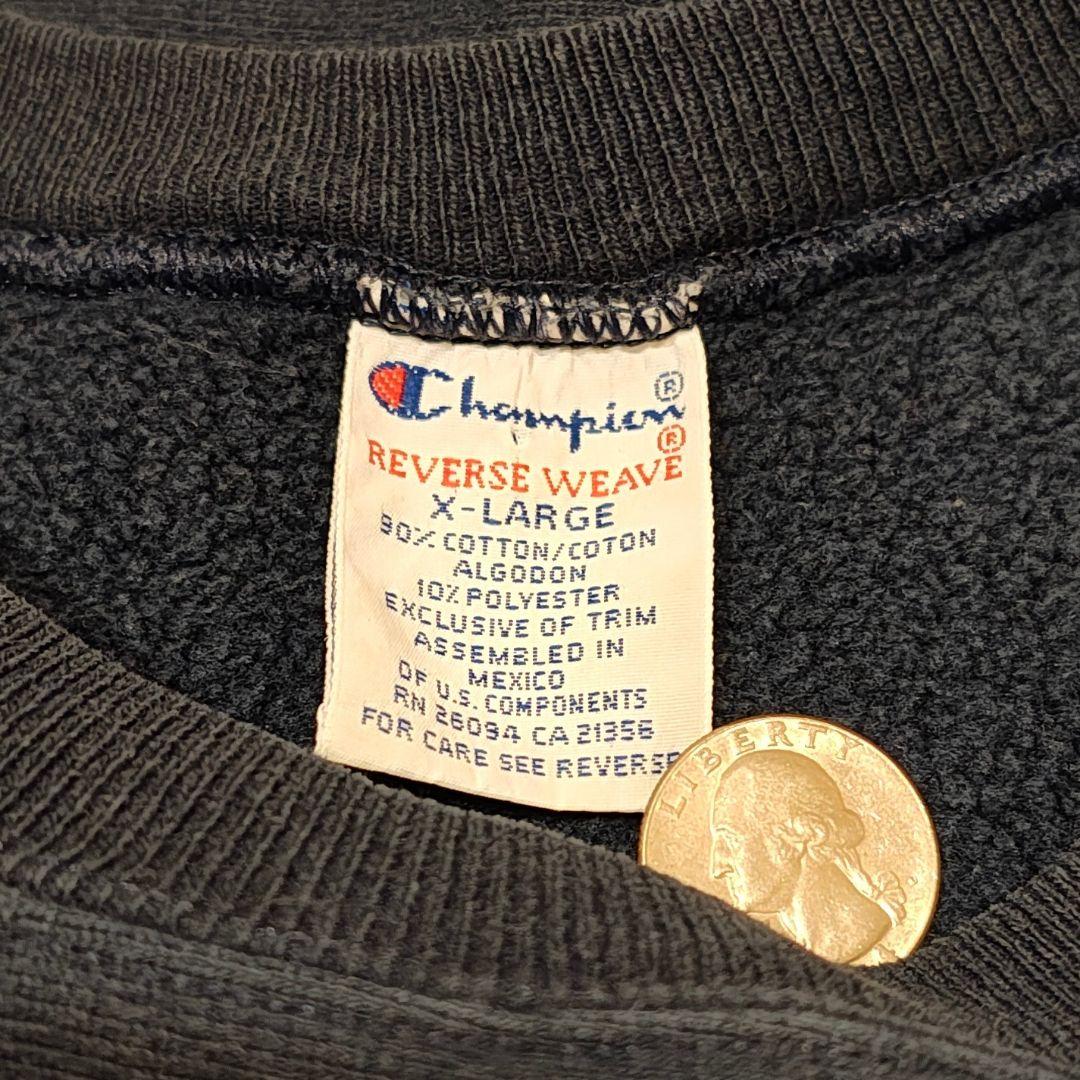 Champion®
REVERSE WEAVE®
X-LARGE
90% COTTON/COTON
ALGODON
10% POLYESTER
EXCLUSIVE OF TRIM
ASSEMBLED IN
MEXICO
OF U.S. COMPONENTS
RN 26094 CA 21356
FOR CARE SEE REVERSE
LIBERTY